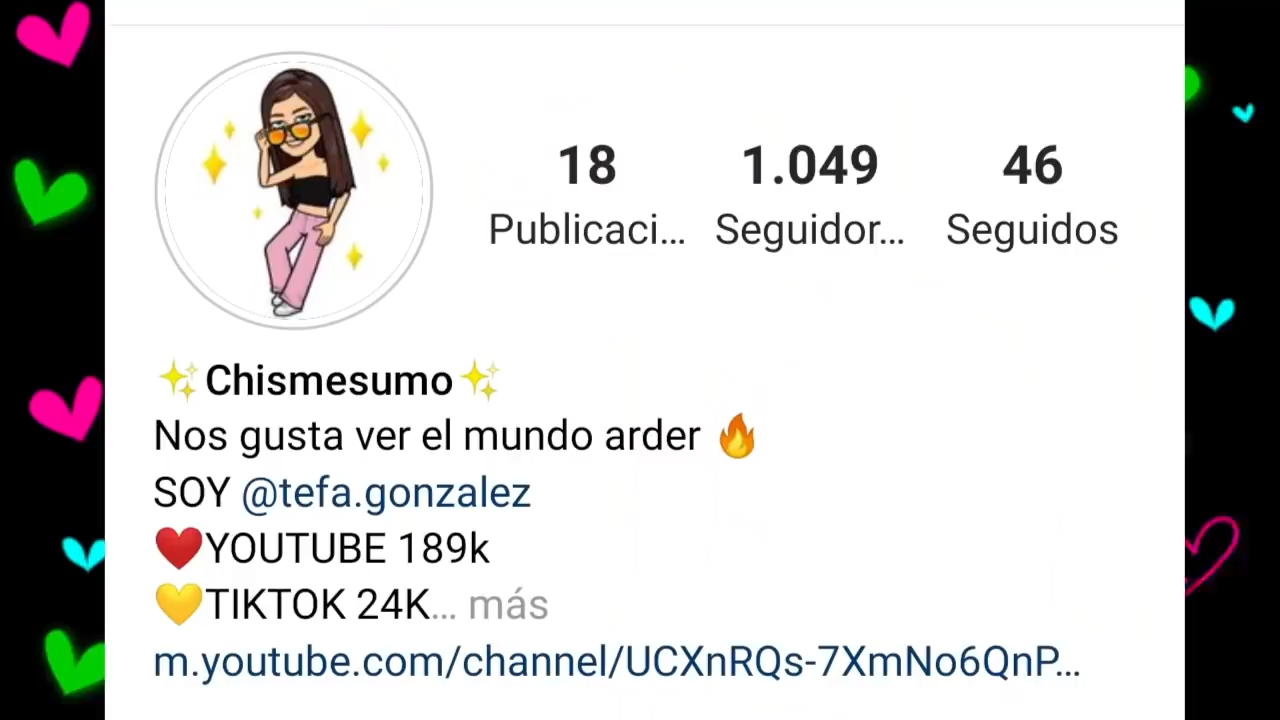 18 1.049 46
Publicaci... Seguidor... Seguidos
✨Chismesumo✨
Nos gusta ver el mundo arder 🔥
SOY @tefa.gonzalez
❤️YOUTUBE 189k
💛TIKTOK 24K... más
m.youtube.com/channel/UCXnRQs-7XmNo6QnP...